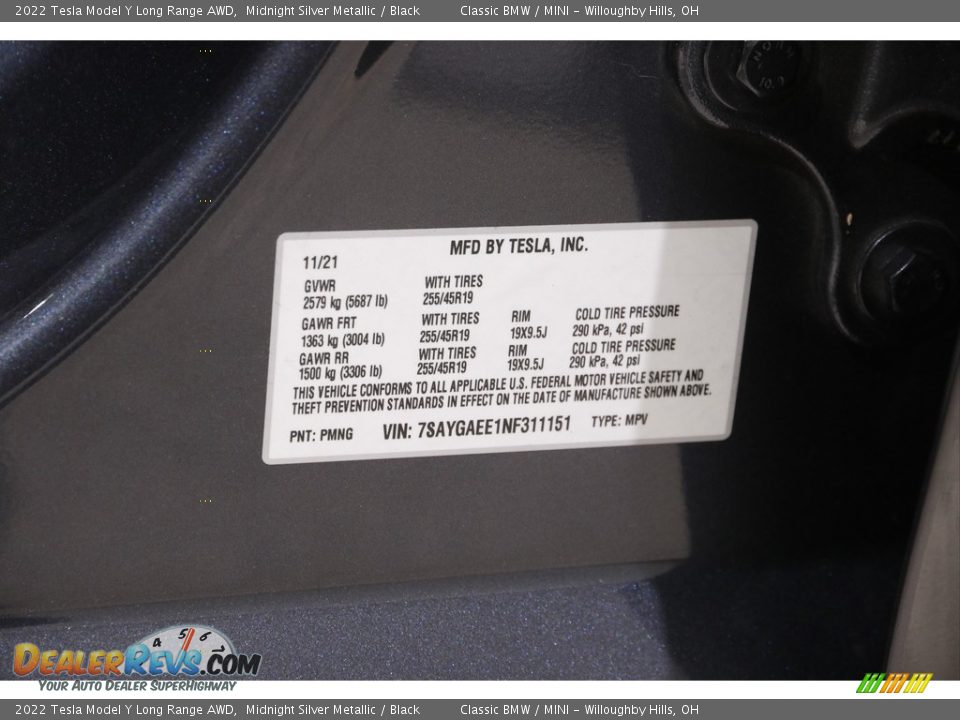 2022 Tesla Model Y Long Range AWD,  Midnight Silver Metallic / Black    Classic BMW / MINI - Willoughby Hills, OH
MFD BY TESLA, INC.
11/21
GVWR WITH TIRES
2579 kg (5687 lb) 255/45R19
GAWR FRT WITH TIRES RIM COLD TIRE PRESSURE
1363 kg (3004 lb) 255/45R19 19X9.5J 290 kPa, 42 psi
GAWR RR WITH TIRES RIM COLD TIRE PRESSURE
1500 kg (3306 lb) 255/45R19 19X9.5J 290 kPa, 42 psi
THIS VEHICLE CONFORMS TO ALL APPLICABLE U.S. FEDERAL MOTOR VEHICLE SAFETY AND
THEFT PREVENTION STANDARDS IN EFFECT ON THE DATE OF MANUFACTURE SHOWN ABOVE.
PNT: PMNG VIN: 7SAYGAEE1NF311151 TYPE: MPV
4 5 6
DEALERREVS.COM
YOUR AUTO DEALER SUPERHIGHWAY
2022 Tesla Model Y Long Range AWD,  Midnight Silver Metallic / Black    Classic BMW / MINI - Willoughby Hills, OH